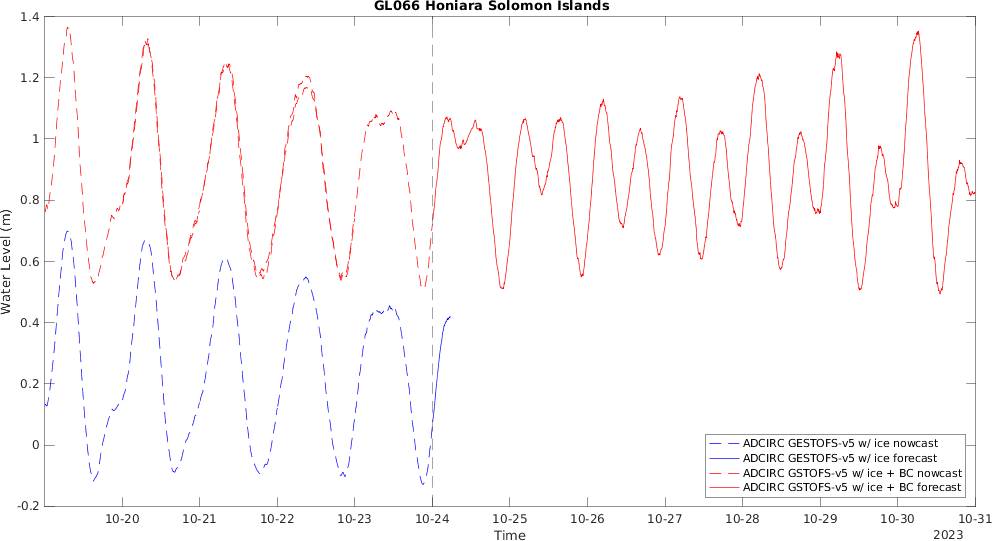 GL066 Honiara Solomon Islands
1.4
1.2
1
0.8
0.6
0.4
0.2
0
-0.2
Water Level (m)
ADCIRC GESTOFS-v5 w/ ice nowcast
ADCIRC GESTOFS-v5 w/ ice forecast
ADCIRC GSTOFS-v5 w/ ice + BC nowcast
ADCIRC GSTOFS-v5 w/ ice + BC forecast
10-20 10-21 10-22 10-23 10-24 10-25 10-26 10-27 10-28 10-29 10-30 10-31
Time
2023